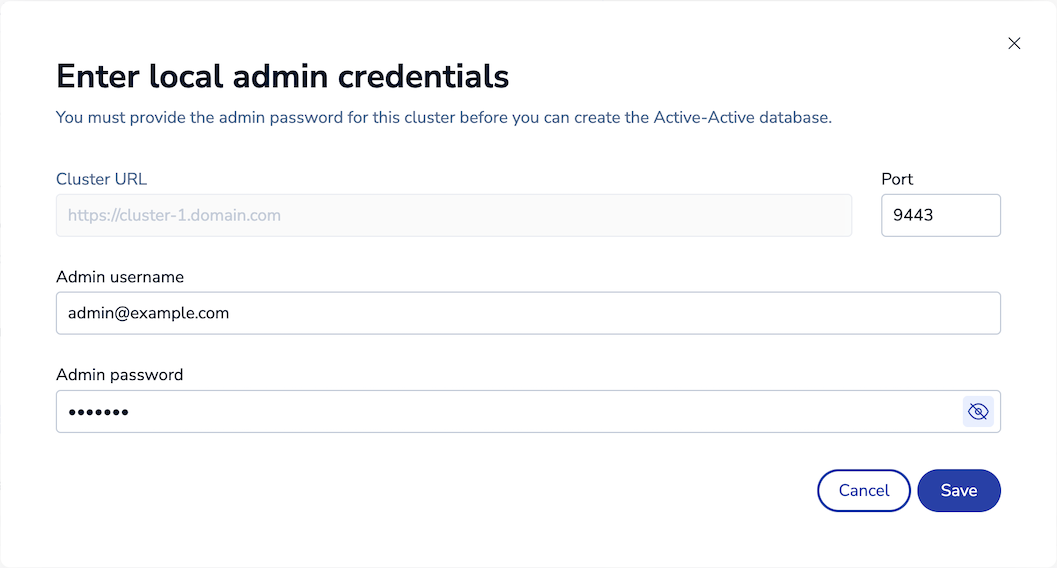 Enter local admin credentials
You must provide the admin password for this cluster before you can create the Active-Active database.
Cluster URL
Port
https://cluster-1.domain.com
9443
Admin username
admin@example.com
Admin password
•••••••
Cancel
Save